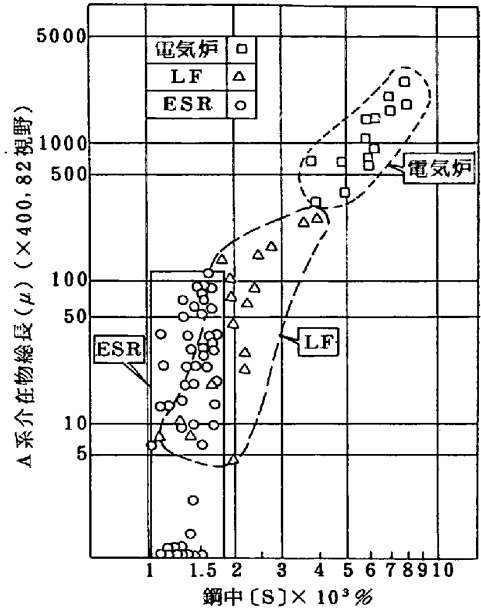 電気炉 □
LF △
ESR ○
5000
1000
500
100
50
10
5
電気炉
LF
ESR
A系介在物総長(μ) (×400,82視野)
1 1.5 2 3 4 5 6 7 8 9 10
鋼中〔S〕× 10³ %